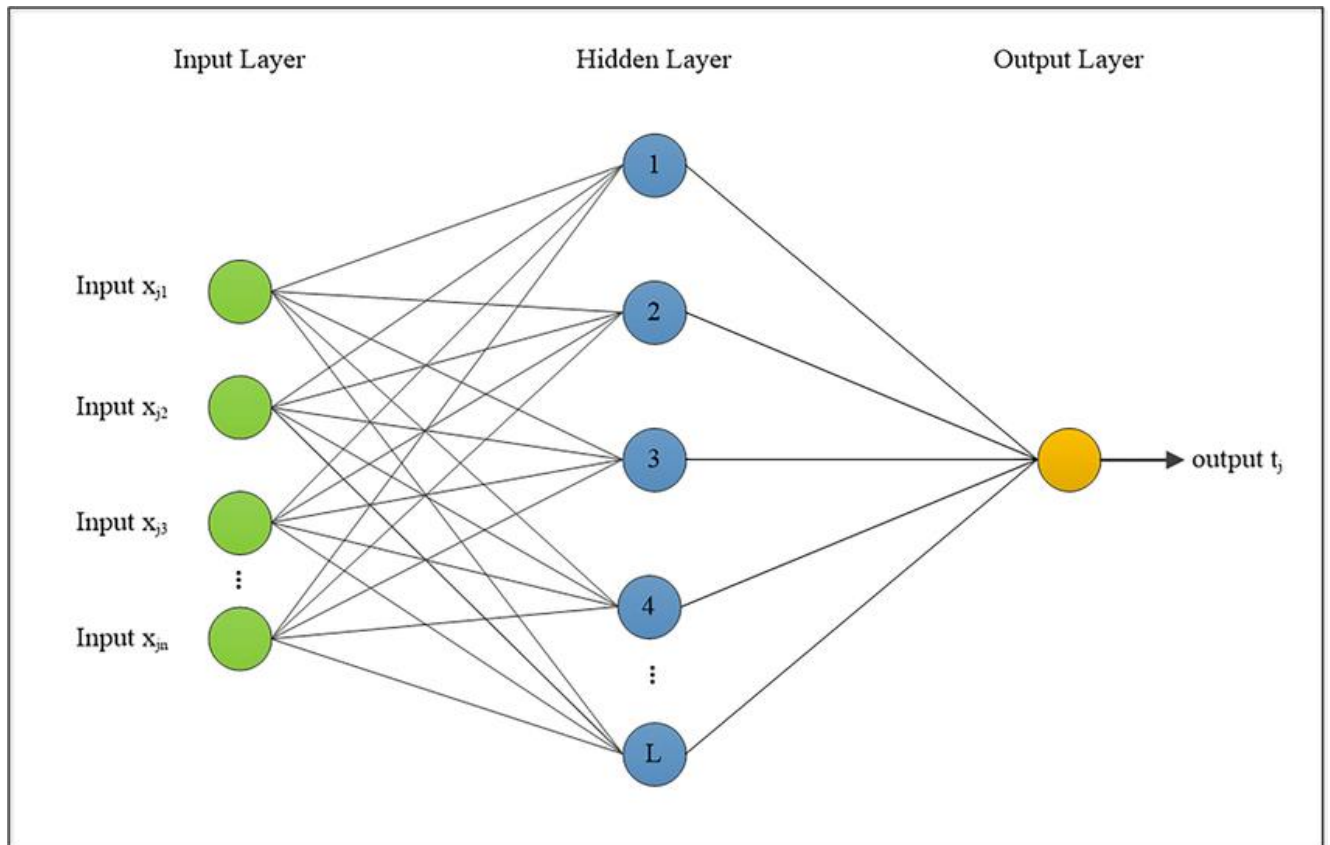 Input Layer
Hidden Layer
Output Layer
1
Input xj1
2
Input xj2
3
output tj
Input xj3
⋮
4
Input xjn
⋮
L